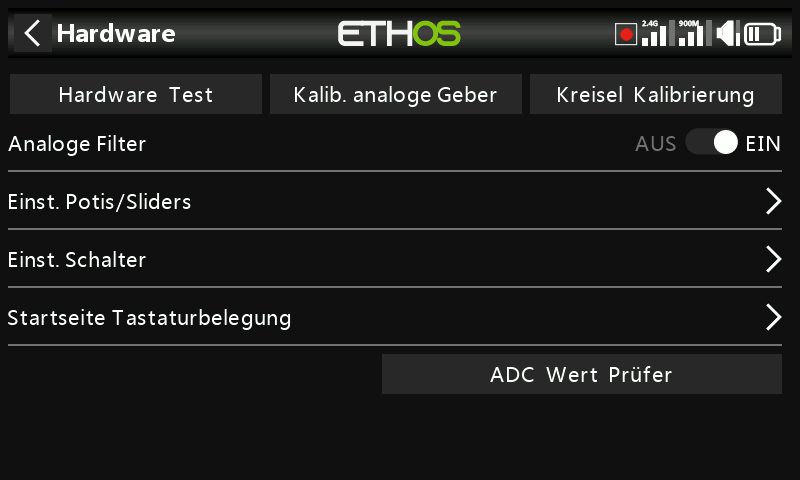 Hardware ETHOS 2.4G 900M
Hardware Test Kalib. analoge Geber Kreisel Kalibrierung
Analoge Filter AUS EIN
Einst. Potis/Sliders
Einst. Schalter
Startseite Tastaturbelegung
ADC Wert Prüfer